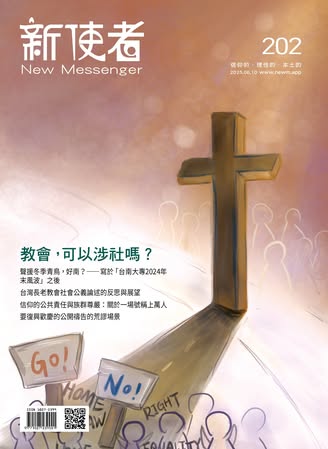 新使者
New Messenger
202
信仰的．現場的．本土的
2025.06.10 www.newm.app
教會，可以涉社嗎？
聲援冬季青鳥，好南？── 寫於「台南大專2024年
末風波」之後
台灣長老教會社會公義論述的反思與展望
信仰的公共責任與族群尊嚴：關於一場號稱上萬人
要復興歡慶的公開禱告的荒謬場景
Go!
No!
HOME
RIGHT
EQUALITY